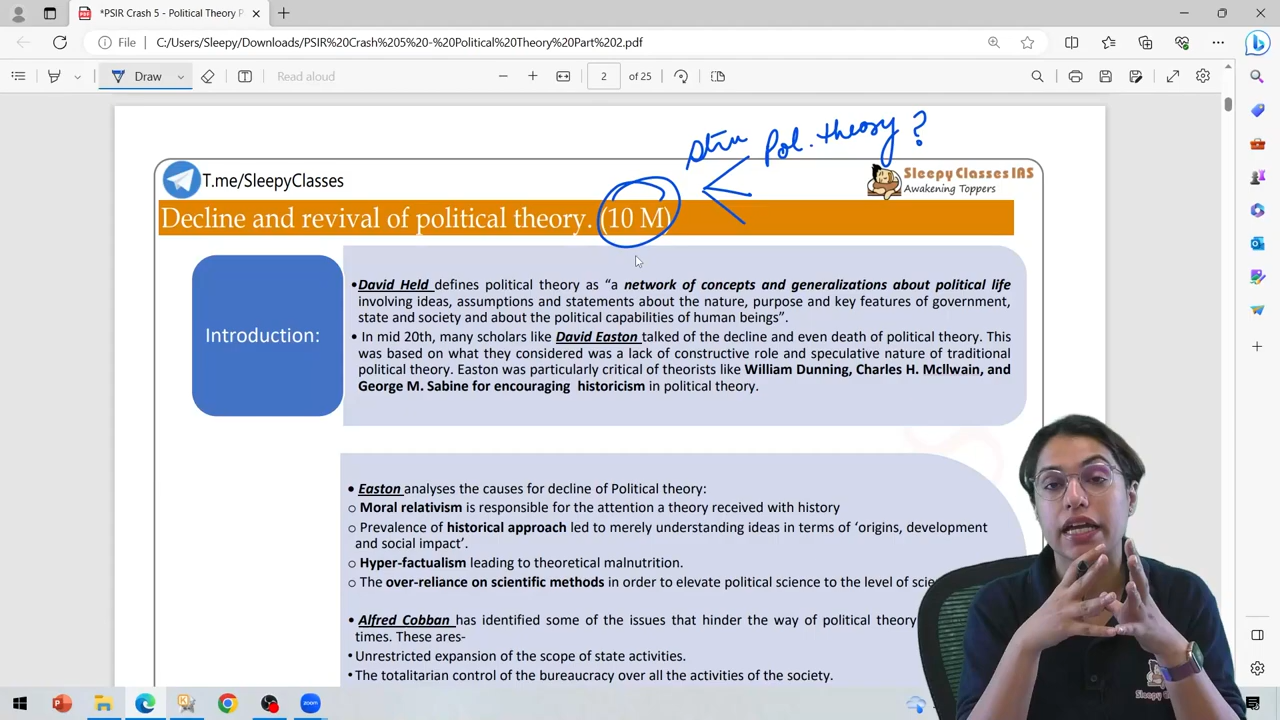 *PSIR Crash 5 - Political Theory P
File C:/Users/Sleepy/Downloads/PSIR%20Crash%205%20-%20Political%20Theory%20Part%202.pdf
Draw Read aloud 2 of 25
Pol. theory ?
T.me/SleepyClasses
Sleepy Classes IAS
Awakening Toppers
Decline and revival of political theory. (10 M)
Introduction:
•David Held defines political theory as “a network of concepts and generalizations about political life
involving ideas, assumptions and statements about the nature, purpose and key features of government,
state and society and about the political capabilities of human beings”.
• In mid 20th, many scholars like David Easton talked of the decline and even death of political theory. This
was based on what they considered was a lack of constructive role and speculative nature of traditional
political theory. Easton was particularly critical of theorists like William Dunning, Charles H. McIlwain, and
George M. Sabine for encouraging historicism in political theory.
• Easton analyses the causes for decline of Political theory:
o Moral relativism is responsible for the attention a theory received with history
o Prevalence of historical approach led to merely understanding ideas in terms of ‘origins, development
and social impact’.
o Hyper-factualism leading to theoretical malnutrition.
o The over-reliance on scientific methods in order to elevate political science to the level of scie
• Alfred Cobban has identified some of the issues that hinder the way of political theory
times. These ares-
• Unrestricted expansion of the scope of state activities.
• The totalitarian control of the bureaucracy over all the activities of the society.
zoom